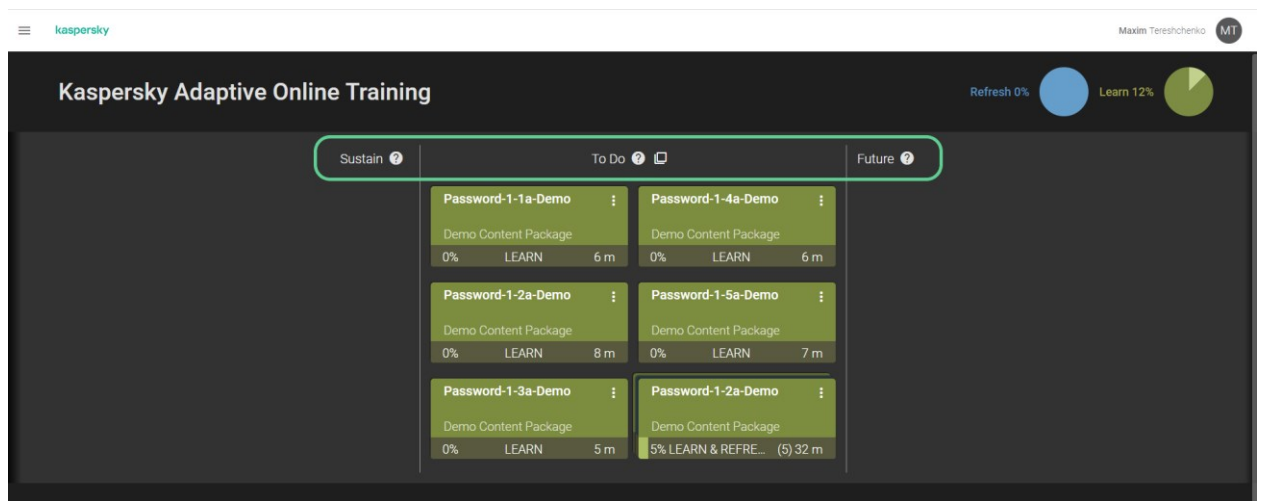 kaspersky
Maxim Tereshchenko MT
Kaspersky Adaptive Online Training
Refresh 0% Learn 12%
Sustain ? To Do ? Future ?
Password-1-1a-Demo Password-1-4a-Demo
Demo Content Package Demo Content Package
0% LEARN 6 m 0% LEARN 6 m
Password-1-2a-Demo Password-1-5a-Demo
Demo Content Package Demo Content Package
0% LEARN 8 m 0% LEARN 7 m
Password-1-3a-Demo Password-1-2a-Demo
Demo Content Package Demo Content Package
0% LEARN 5 m 5% LEARN & REFRE... (5) 32 m